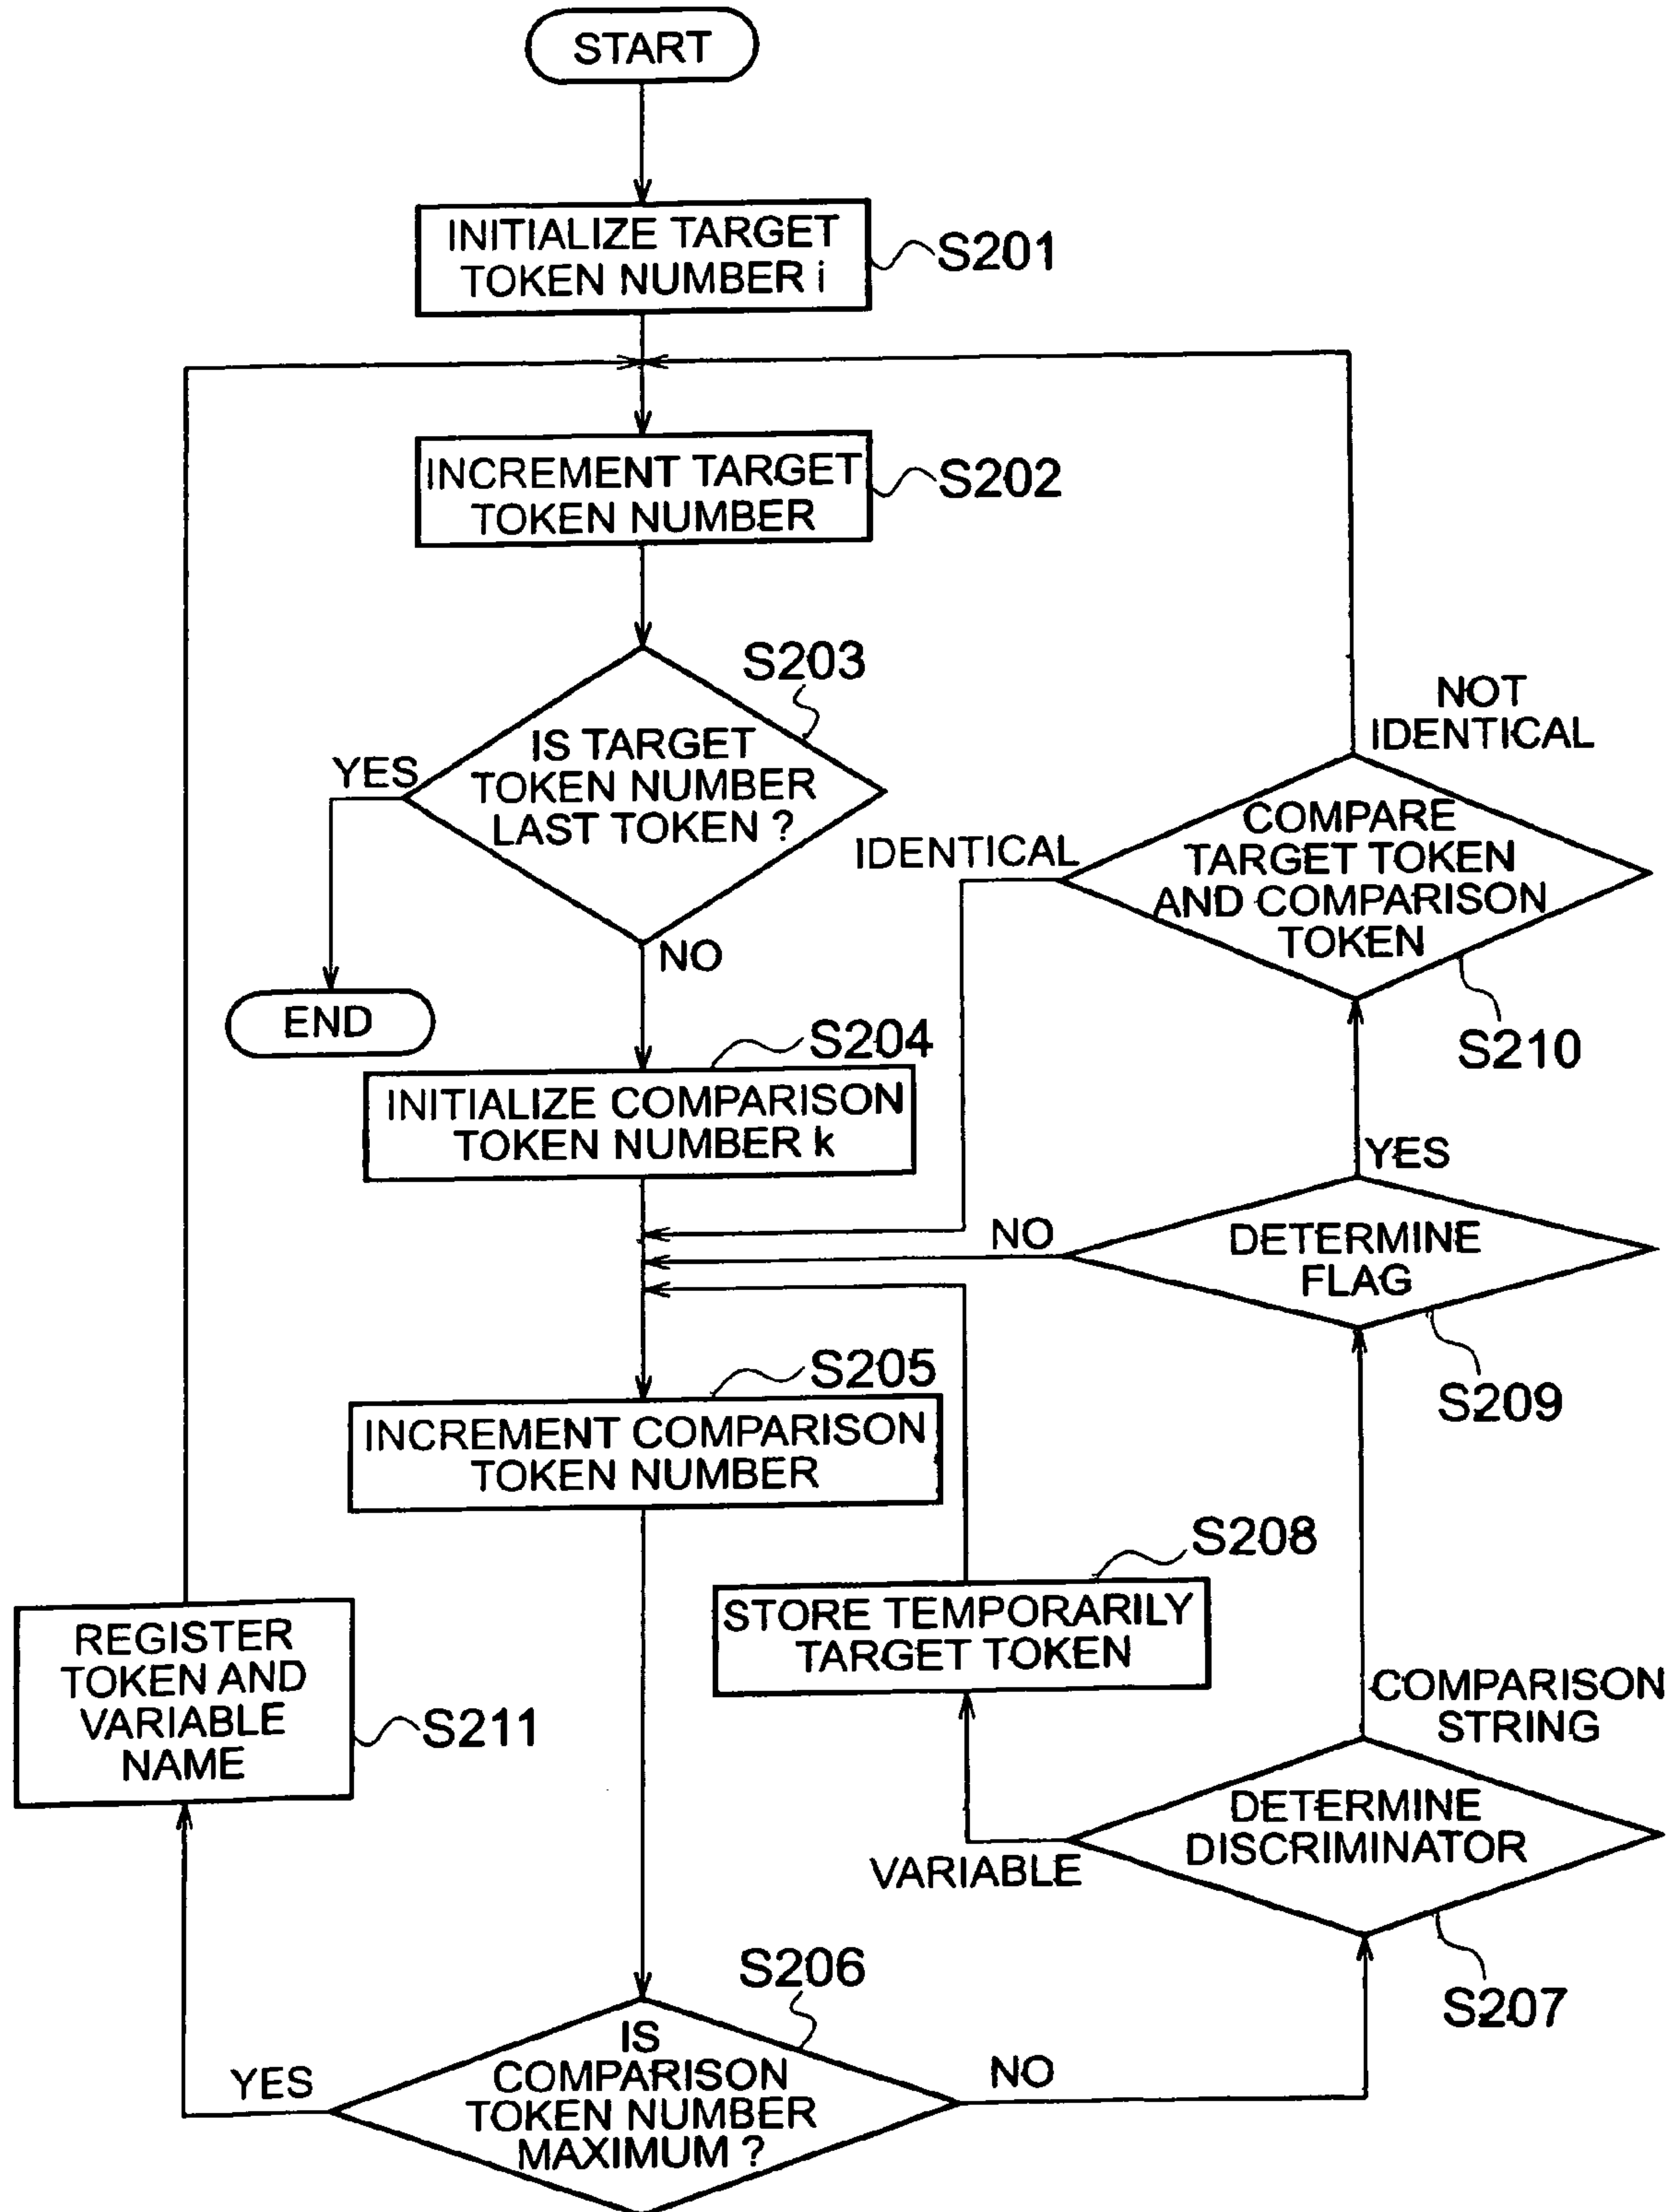 START
INITIALIZE TARGET
TOKEN NUMBER i
S201
INCREMENT TARGET
TOKEN NUMBER
S202
S203
IS TARGET
TOKEN NUMBER
LAST TOKEN ?
YES
NO
END
NOT
IDENTICAL
COMPARE
TARGET TOKEN
AND COMPARISON
TOKEN
IDENTICAL
S210
S204
INITIALIZE COMPARISON
TOKEN NUMBER k
YES
NO
DETERMINE
FLAG
S209
S205
INCREMENT COMPARISON
TOKEN NUMBER
S208
STORE TEMPORARILY
TARGET TOKEN
REGISTER
TOKEN AND
VARIABLE
NAME
S211
COMPARISON
STRING
DETERMINE
DISCRIMINATOR
VARIABLE
S207
S206
IS
COMPARISON
TOKEN NUMBER
MAXIMUM ?
YES
NO